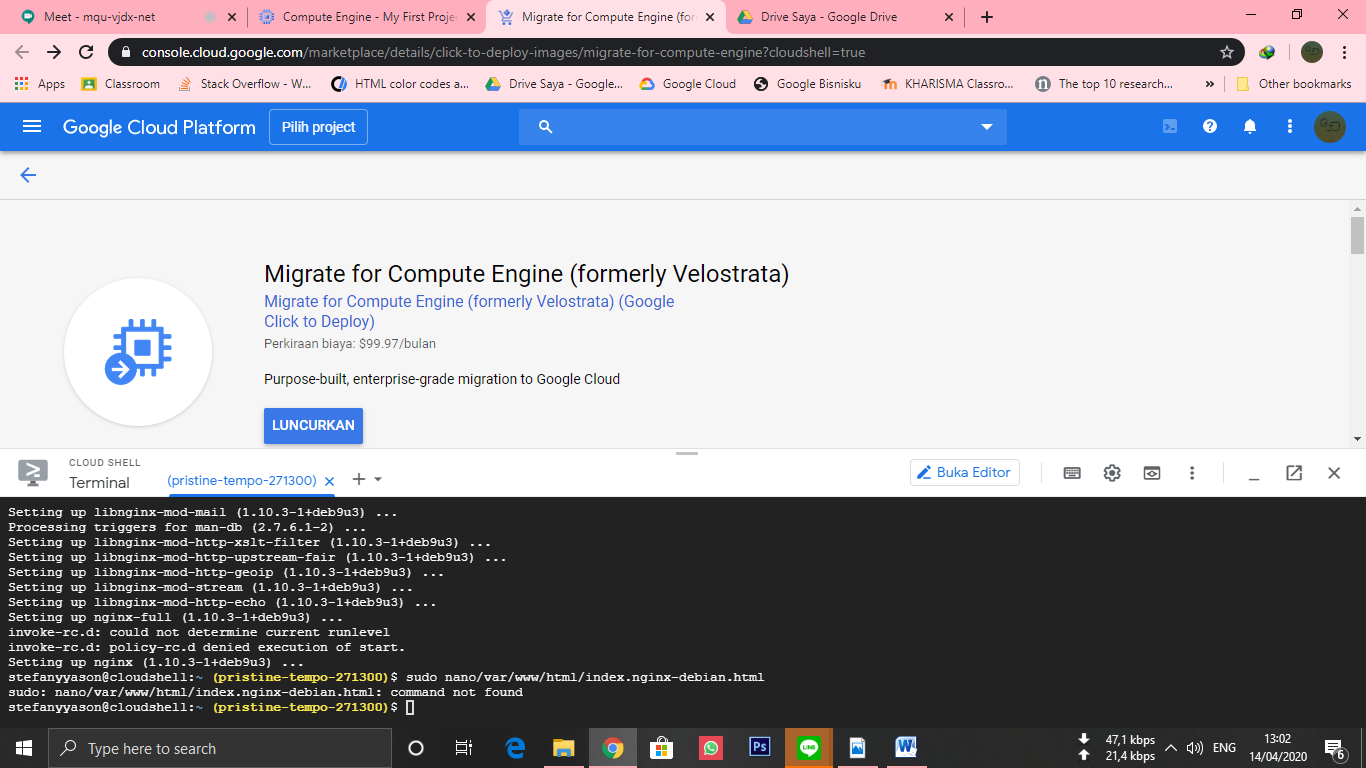 Meet - mqu-vjdx-net
Compute Engine - My First Proje
Migrate for Compute Engine (for
Drive Saya - Google Drive
console.cloud.google.com/marketplace/details/click-to-deploy-images/migrate-for-compute-engine?cloudshell=true
Apps
Classroom
Stack Overflow - W...
HTML color codes a...
Drive Saya - Google...
Google Cloud
Google Bisnisku
KHARISMA Classro...
The top 10 research...
»
Other bookmarks
Google Cloud Platform
Pilih project
Migrate for Compute Engine (formerly Velostrata)
Migrate for Compute Engine (formerly Velostrata) (Google
Click to Deploy)
Perkiraan biaya: $99.97/bulan
Purpose-built, enterprise-grade migration to Google Cloud
LUNCURKAN
CLOUD SHELL
Terminal
(pristine-tempo-271300)
Buka Editor
Setting up libnginx-mod-mail (1.10.3-1+deb9u3) ...
Processing triggers for man-db (2.7.6.1-2) ...
Setting up libnginx-mod-http-xslt-filter (1.10.3-1+deb9u3) ...
Setting up libnginx-mod-http-upstream-fair (1.10.3-1+deb9u3) ...
Setting up libnginx-mod-http-geoip (1.10.3-1+deb9u3) ...
Setting up libnginx-mod-stream (1.10.3-1+deb9u3) ...
Setting up libnginx-mod-http-echo (1.10.3-1+deb9u3) ...
Setting up nginx-full (1.10.3-1+deb9u3) ...
invoke-rc.d: could not determine current runlevel
invoke-rc.d: policy-rc.d denied execution of start.
Setting up nginx (1.10.3-1+deb9u3) ...
stefanyyason@cloudshell:~ (pristine-tempo-271300)$ sudo nano/var/www/html/index.nginx-debian.html
sudo: nano/var/www/html/index.nginx-debian.html: command not found
stefanyyason@cloudshell:~ (pristine-tempo-271300)$
Type here to search
Ps
LINE
W
47,1 kbps
21,4 kbps
ENG
13:02
14/04/2020
6